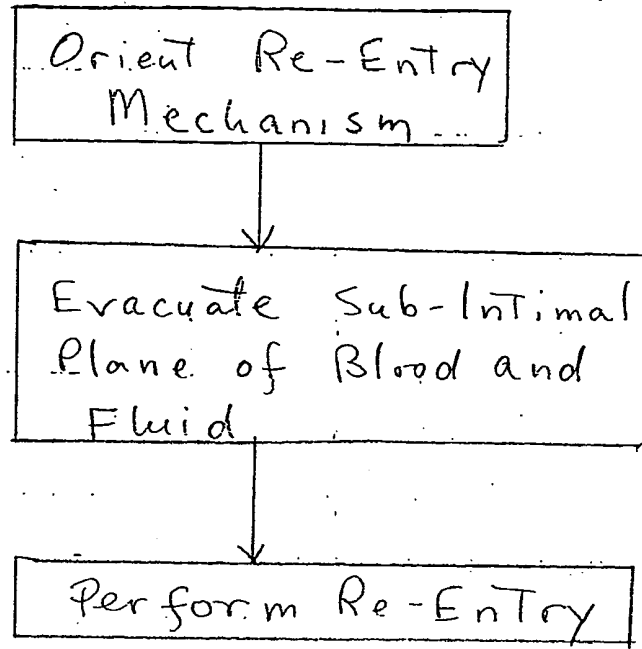 Orient Re-Entry
Mechanism
Evacuate Sub-Intimal
Plane of Blood and
Fluid
Perform Re-Entry